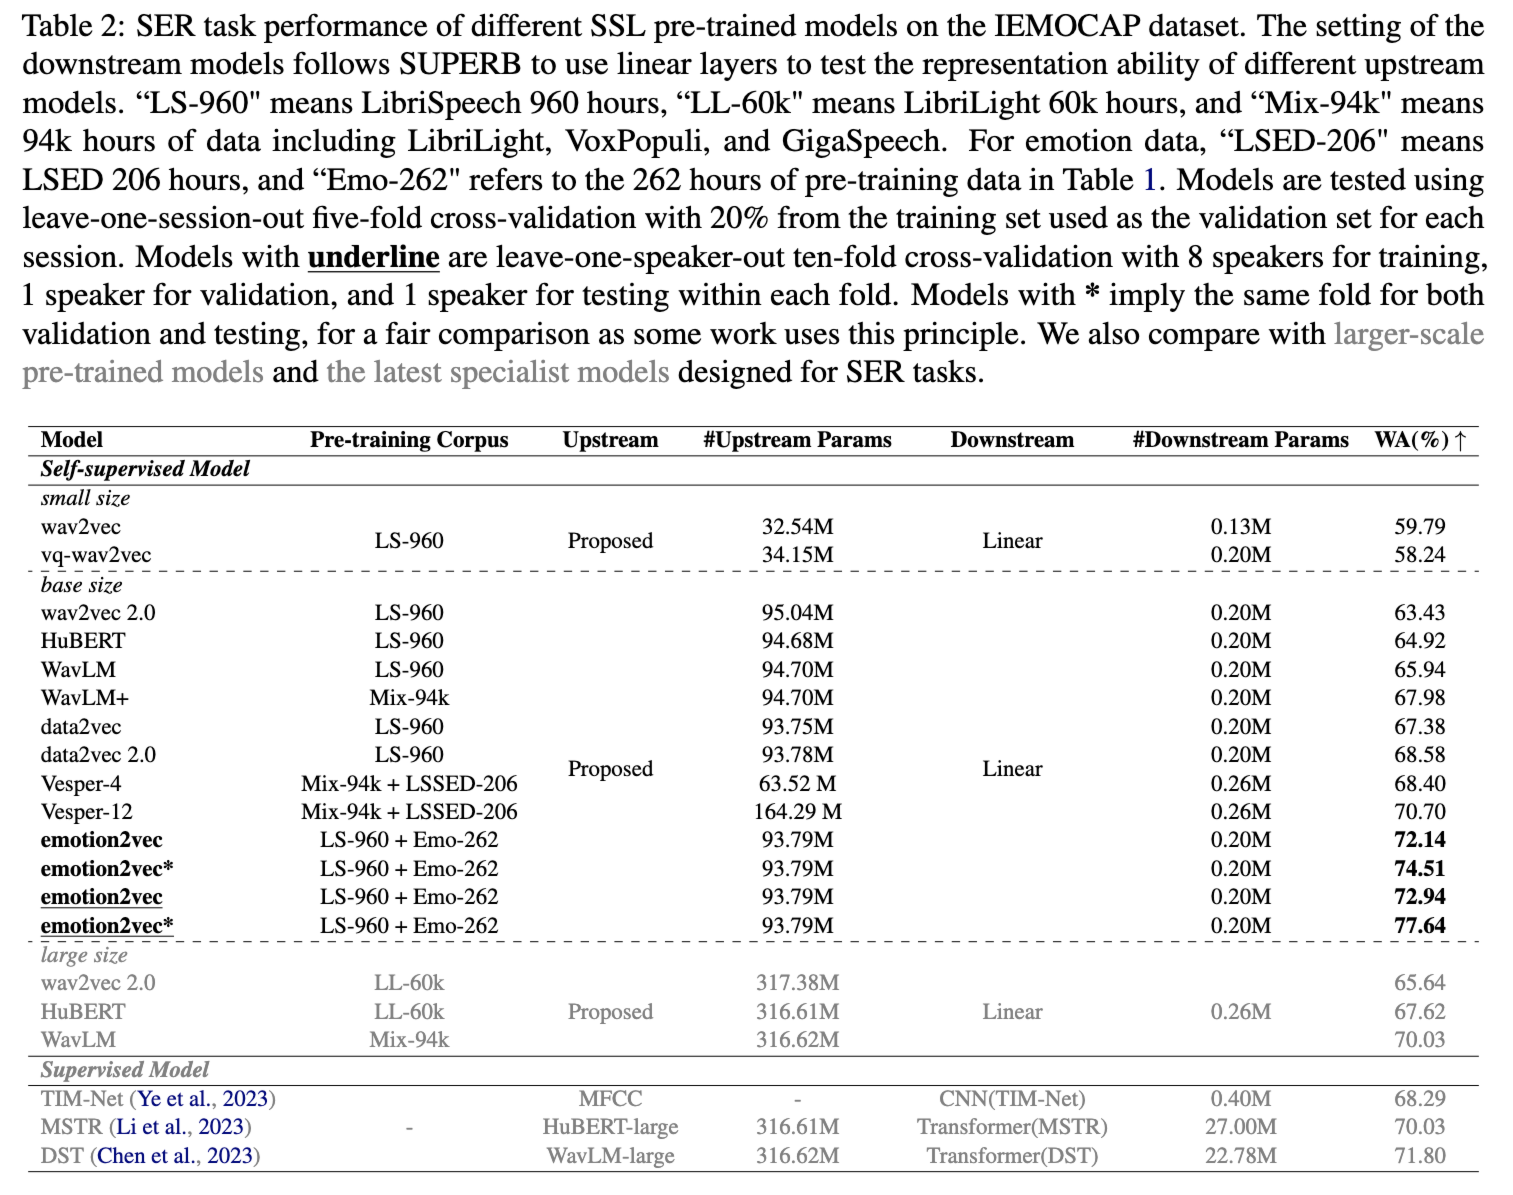 Table 2: SER task performance of different SSL pre-trained models on the IEMOCAP dataset. The setting of the
downstream models follows SUPERB to use linear layers to test the representation ability of different upstream
models. “LS-960" means LibriSpeech 960 hours, “LL-60k" means LibriLight 60k hours, and “Mix-94k" means
94k hours of data including LibriLight, VoxPopuli, and GigaSpeech. For emotion data, “LSED-206" means
LSED 206 hours, and “Emo-262" refers to the 262 hours of pre-training data in Table 1. Models are tested using
leave-one-session-out five-fold cross-validation with 20% from the training set used as the validation set for each
session. Models with underline are leave-one-speaker-out ten-fold cross-validation with 8 speakers for training,
1 speaker for validation, and 1 speaker for testing within each fold. Models with * imply the same fold for both
validation and testing, for a fair comparison as some work uses this principle. We also compare with larger-scale
pre-trained models and the latest specialist models designed for SER tasks.
Model Pre-training Corpus Upstream #Upstream Params Downstream #Downstream Params WA(%) ↑
Self-supervised Model
small size
wav2vec 32.54M 0.13M 59.79
LS-960 Proposed Linear
vq-wav2vec 34.15M 0.20M 58.24
base size
wav2vec 2.0 LS-960 95.04M 0.20M 63.43
HuBERT LS-960 94.68M 0.20M 64.92
WavLM LS-960 94.70M 0.20M 65.94
WavLM+ Mix-94k 94.70M 0.20M 67.98
data2vec LS-960 93.75M 0.20M 67.38
data2vec 2.0 LS-960 93.78M 0.20M 68.58
Proposed Linear
Vesper-4 Mix-94k + LSSED-206 63.52 M 0.26M 68.40
Vesper-12 Mix-94k + LSSED-206 164.29 M 0.26M 70.70
emotion2vec LS-960 + Emo-262 93.79M 0.20M 72.14
emotion2vec* LS-960 + Emo-262 93.79M 0.20M 74.51
emotion2vec LS-960 + Emo-262 93.79M 0.20M 72.94
emotion2vec* LS-960 + Emo-262 93.79M 0.20M 77.64
large size
wav2vec 2.0 LL-60k 317.38M 65.64
HuBERT LL-60k Proposed 316.61M Linear 0.26M 67.62
WavLM Mix-94k 316.62M 70.03
Supervised Model
TIM-Net (Ye et al., 2023) MFCC - CNN(TIM-Net) 0.40M 68.29
MSTR (Li et al., 2023) - HuBERT-large 316.61M Transformer(MSTR) 27.00M 70.03
DST (Chen et al., 2023) WavLM-large 316.62M Transformer(DST) 22.78M 71.80